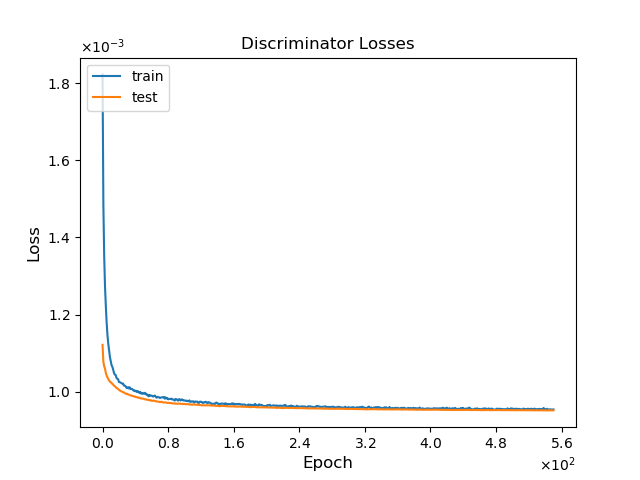 Discriminator Losses
×10⁻³
train
test
1.8
1.6
1.4
1.2
1.0
Loss
0.0 0.8 1.6 2.4 3.2 4.0 4.8 5.6
Epoch
×10²